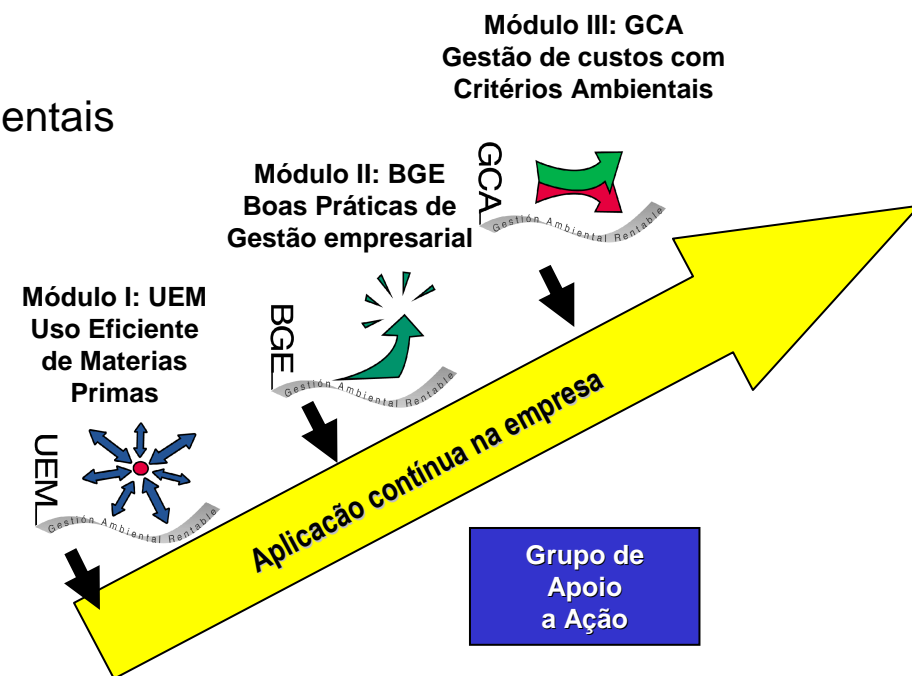 Módulo III: GCA
Gestão de custos com
Critérios Ambientais
entais
Módulo II: BGE
Boas Práticas de
Gestão empresarial
GCA
Gestión Ambiental Rentable
Módulo I: UEM
Uso Eficiente
de Materias
Primas
BGE
Gestión Ambiental Rentable
UEM
Gestión Ambiental Rentable
Aplicacão contínua na empresa
Grupo de
Apoio
a Ação